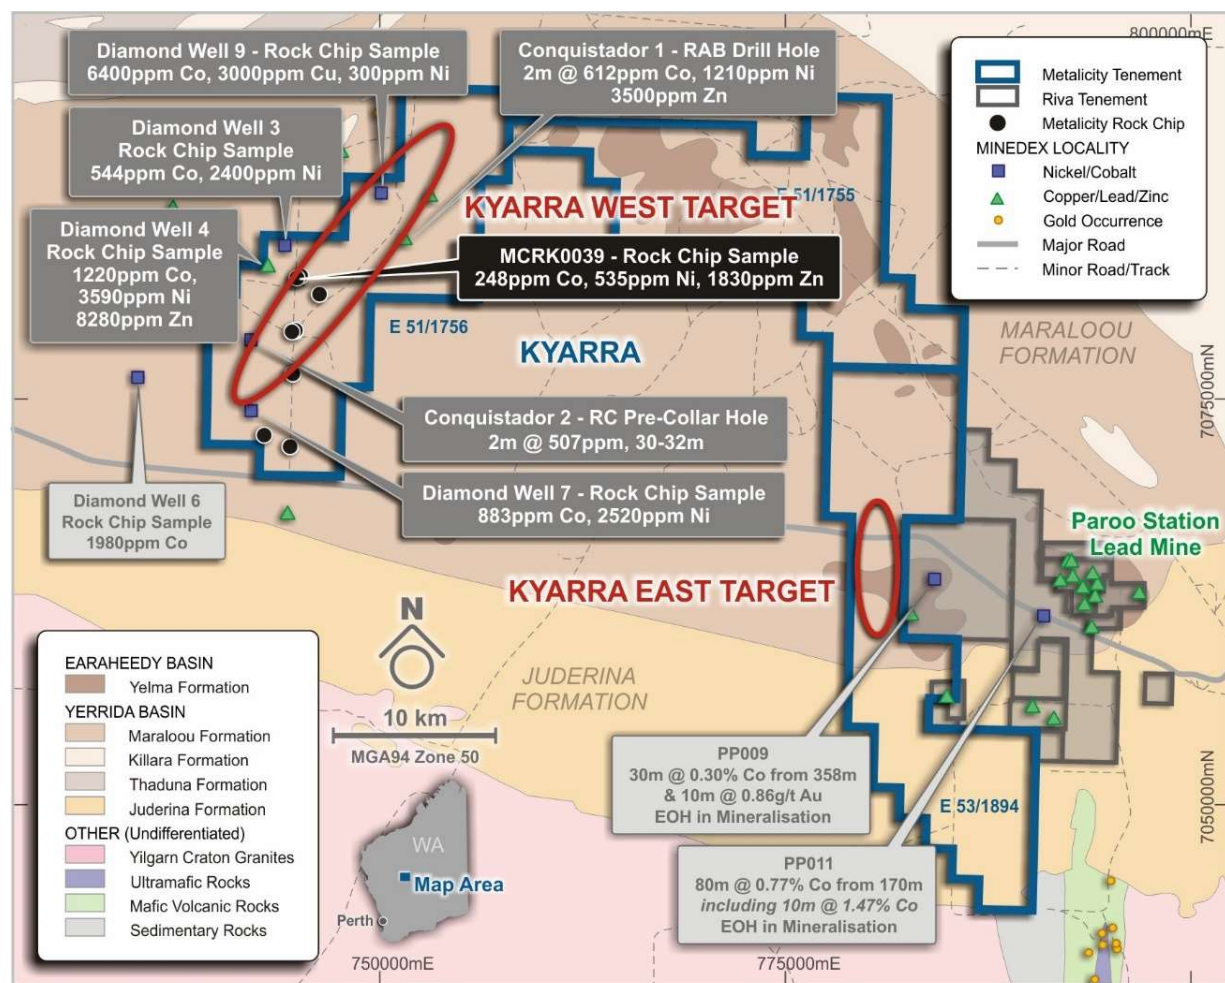 Diamond Well 9 - Rock Chip Sample
6400ppm Co, 3000ppm Cu, 300ppm Ni
Conquistador 1 - RAB Drill Hole
2m @ 612ppm Co, 1210ppm Ni
3500ppm Zn
800000mE
Metalicity Tenement
Riva Tenement
Metalicity Rock Chip
MINEDEX LOCALITY
Nickel/Cobalt
Copper/Lead/Zinc
Gold Occurrence
Major Road
Minor Road/Track
Diamond Well 3
Rock Chip Sample
544ppm Co, 2400ppm Ni
Diamond Well 4
Rock Chip Sample
1220ppm Co,
3590ppm Ni
8280ppm Zn
KYARRA WEST TARGET
E 51/1755
MCRK0039 - Rock Chip Sample
248ppm Co, 535ppm Ni, 1830ppm Zn
E 51/1756
KYARRA
MARALOOU
FORMATION
7075000mN
Conquistador 2 - RC Pre-Collar Hole
2m @ 507ppm, 30-32m
Diamond Well 7 - Rock Chip Sample
883ppm Co, 2520ppm Ni
Diamond Well 6
Rock Chip Sample
1980ppm Co
Paroo Station
Lead Mine
KYARRA EAST TARGET
JUDERINA
FORMATION
N
10 km
MGA94 Zone 50
EARAHEEDY BASIN
Yelma Formation
YERRIDA BASIN
Maraloou Formation
Killara Formation
Thaduna Formation
Juderina Formation
OTHER (Undifferentiated)
Yilgarn Craton Granites
Ultramafic Rocks
Mafic Volcanic Rocks
Sedimentary Rocks
WA
Map Area
Perth
PP009
30m @ 0.30% Co from 358m
& 10m @ 0.86g/t Au
EOH in Mineralisation
E 53/1894
7050000mN
PP011
80m @ 0.77% Co from 170m
including 10m @ 1.47% Co
EOH in Mineralisation
750000mE
775000mE